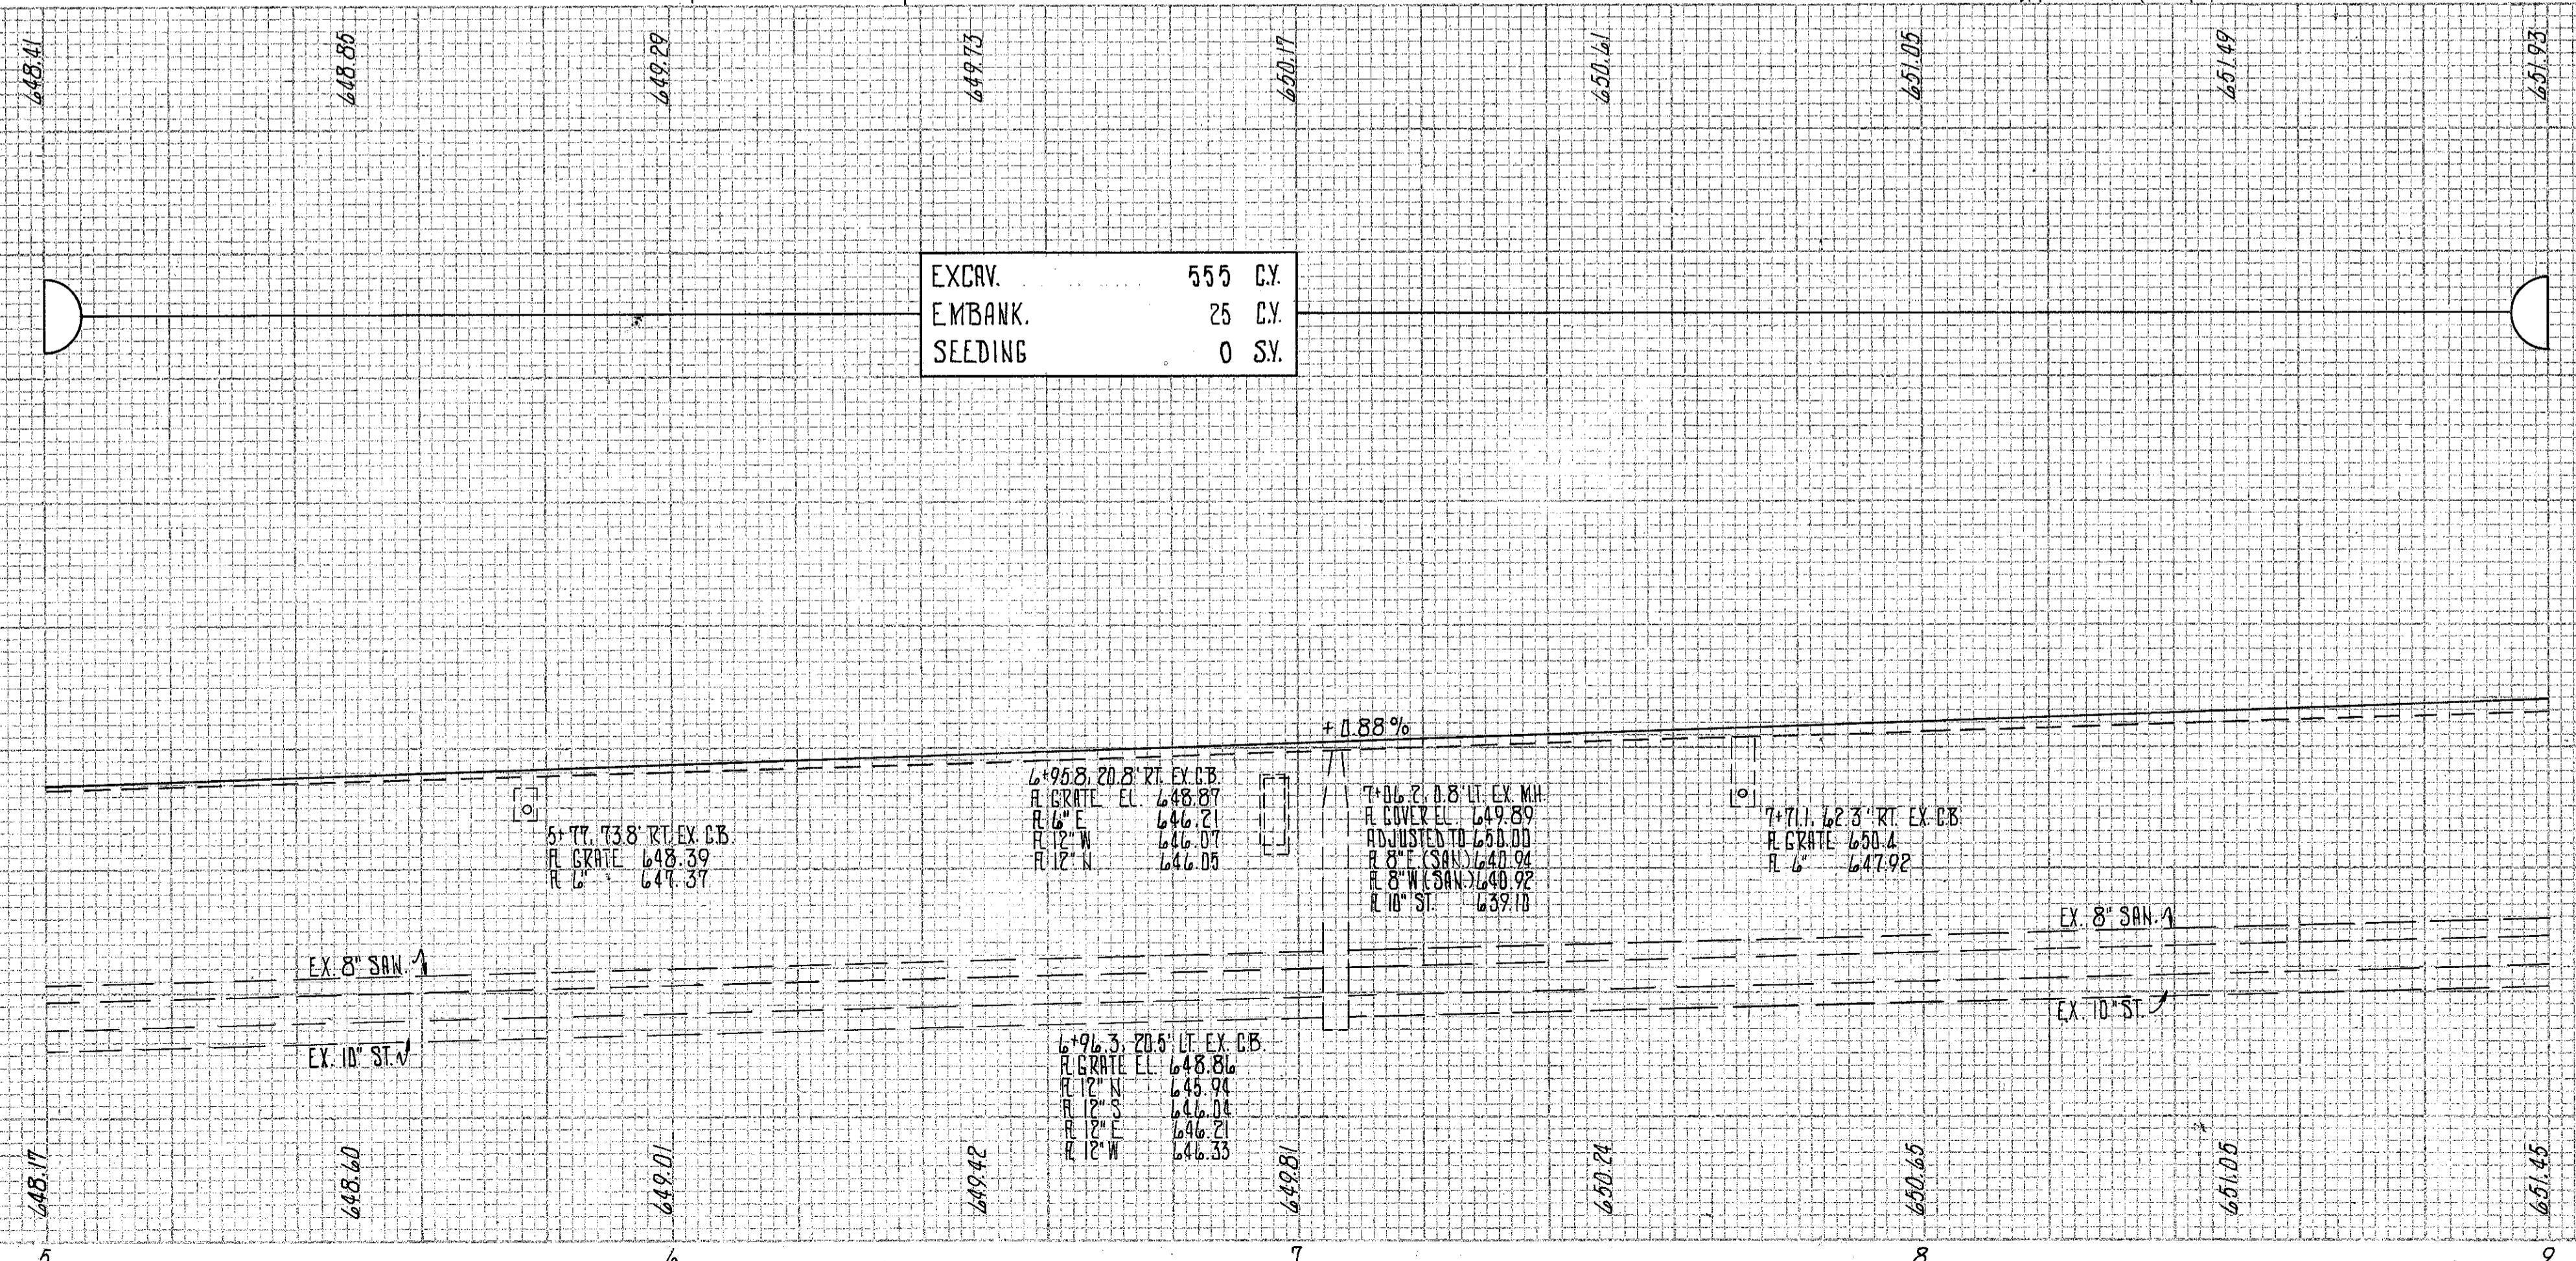 648.41 648.85 649.29 649.73 650.17 650.61 651.05 651.49 651.93
EXCAV. 555 C.Y.
EMBANK. 25 C.Y.
SEEDING 0 S.Y.
+0.88%
5+77, 73.8' RT. EX. C.B.
FL GRATE 648.39
FL 6" 647.37
6+95.8, 20.8' RT. EX. C.B.
FL GRATE EL. 648.87
FL 6" E 646.21
FL 12" W 646.07
FL 12" N 646.05
7+06.2, 0.8' LT. EX. M.H.
FL COVER EL. 649.89
ADJUSTED TO 650.00
FL 8" E (SAN.) 640.94
FL 8" W (SAN.) 640.92
FL 10" ST. 639.10
7+71.1, 62.3' RT. EX. C.B.
FL GRATE 650.4
FL 6" 647.92
EX. 8" SAN.
EX. 8" SAN.
EX. 10" ST.
EX. 10" ST.
6+96.3, 20.5' LT. EX. C.B.
FL GRATE EL. 648.86
FL 12" N 645.94
FL 12" S 646.04
FL 12" E 646.21
FL 12" W 646.33
648.17 648.60 649.01 649.42 649.81 650.24 650.65 651.05 651.45
5 6 7 8 9